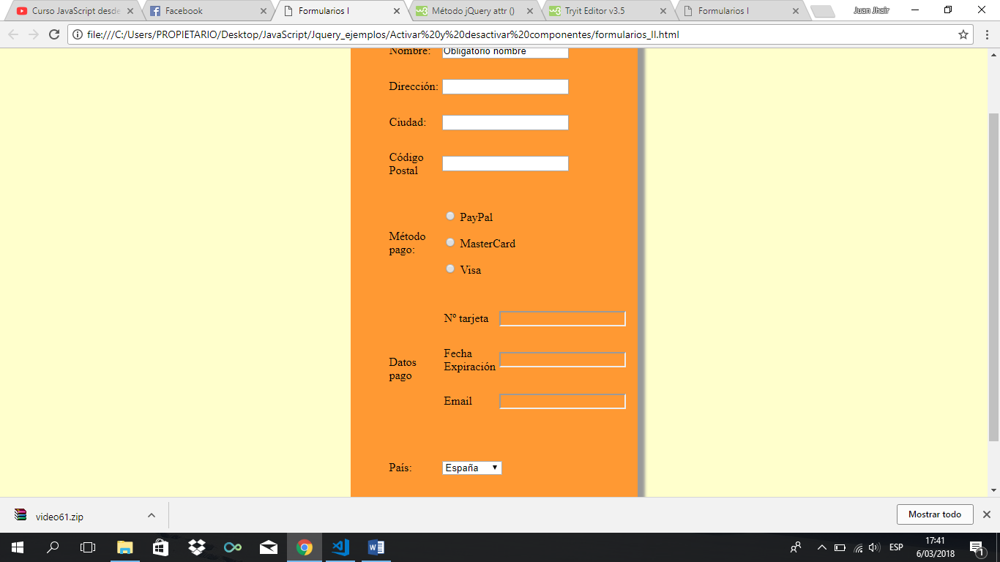 Curso JavaScript desde
Facebook
Formularios I
Método jQuery attr ()
Tryit Editor v3.5
Formularios I
Juan Jhair
file:///C:/Users/PROPIETARIO/Desktop/JavaScript/Jquery_ejemplos/Activar%20y%20desactivar%20componentes/formularios_II.html
Nombre: Obligatorio nombre
Dirección:
Ciudad:
Código
Postal
PayPal
Método
pago:
MasterCard
Visa
Nº tarjeta
Fecha
Expiración
Datos
pago
Email
País: España
video61.zip
Mostrar todo
ESP
17:41
6/03/2018
1